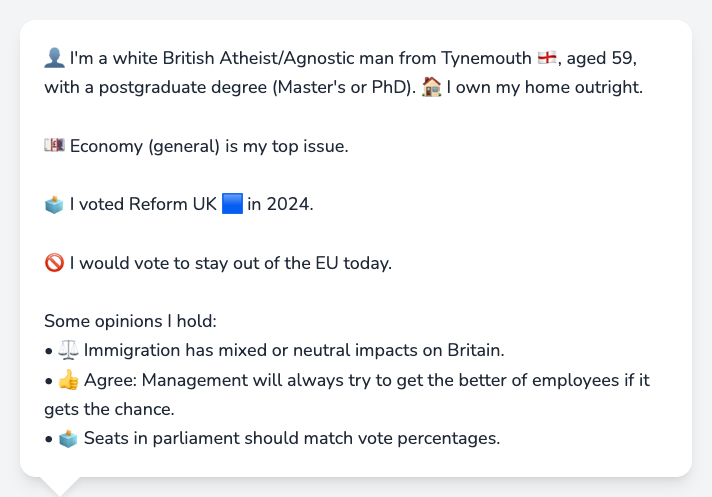 👤 I'm a white British Atheist/Agnostic man from Tynemouth 🏴󠁧󠁢󠁥󠁮󠁧󠁿, aged 59,
with a postgraduate degree (Master's or PhD). 🏠 I own my home outright.
💷 Economy (general) is my top issue.
🗳️ I voted Reform UK 🟦 in 2024.
🚫 I would vote to stay out of the EU today.
Some opinions I hold:
• ⚖️ Immigration has mixed or neutral impacts on Britain.
• 👍 Agree: Management will always try to get the better of employees if it
gets the chance.
• 🗳️ Seats in parliament should match vote percentages.